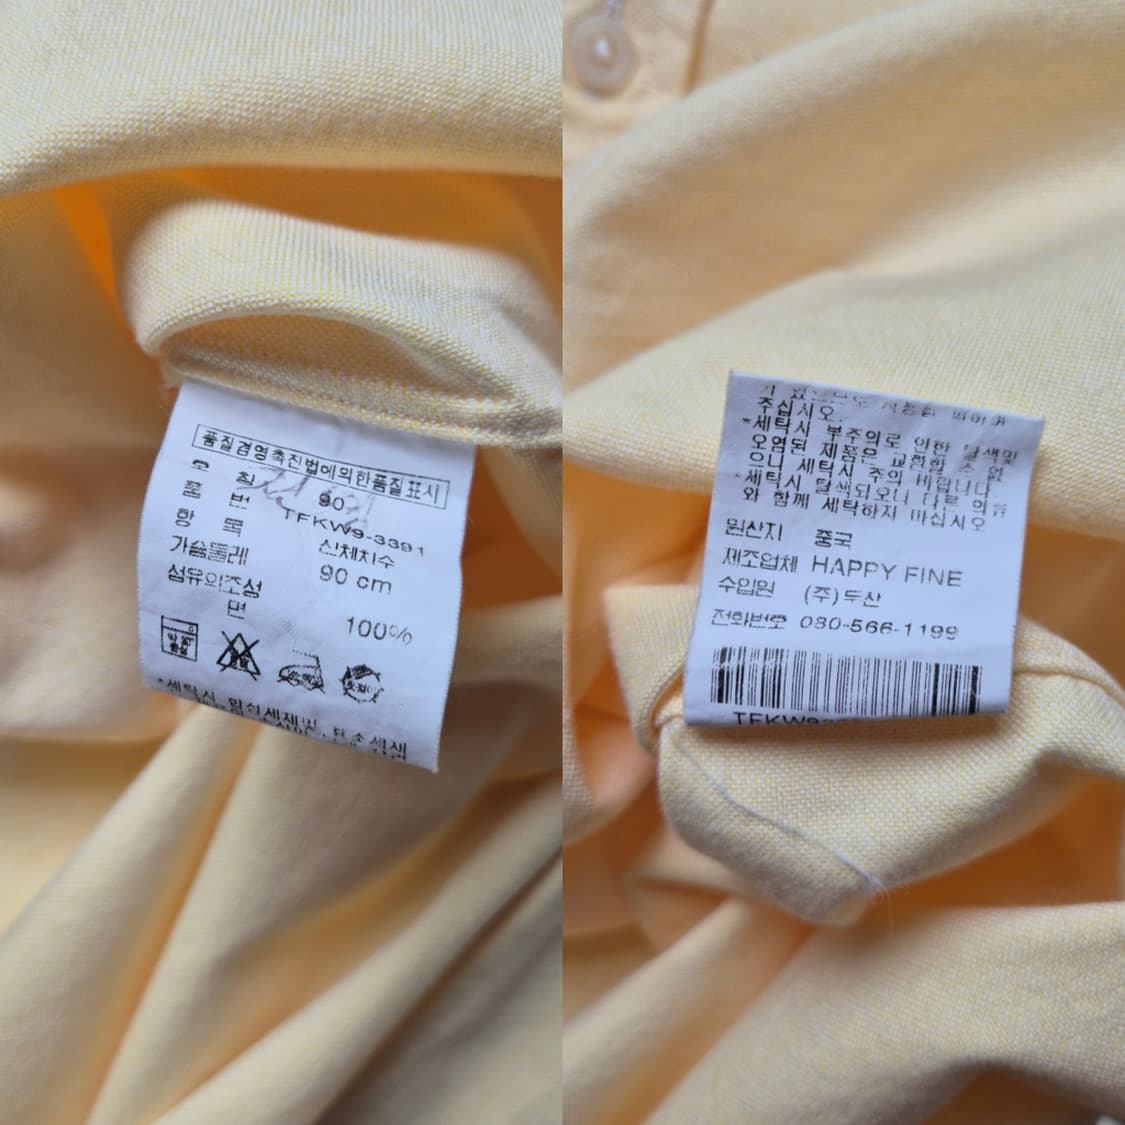 품질경영촉진법에의한품질표시
호 칭 90
품 번 TFKW9-3391
항 목 신체치수
가슴둘레 90 cm
섬유의조성
면 100%
*세탁시
주십시오.
*세탁시 부주의로 인한 탈색및
오염된 제품은 교환할 수 없
으니 세탁시 주의 바랍니다.
*세탁시 탈색되오니 다른 의류
와 함께 세탁하지 마십시오
원산지 중국
제조업체 HAPPY FINE
수입원 (주)두산
전화번호 080-566-1199